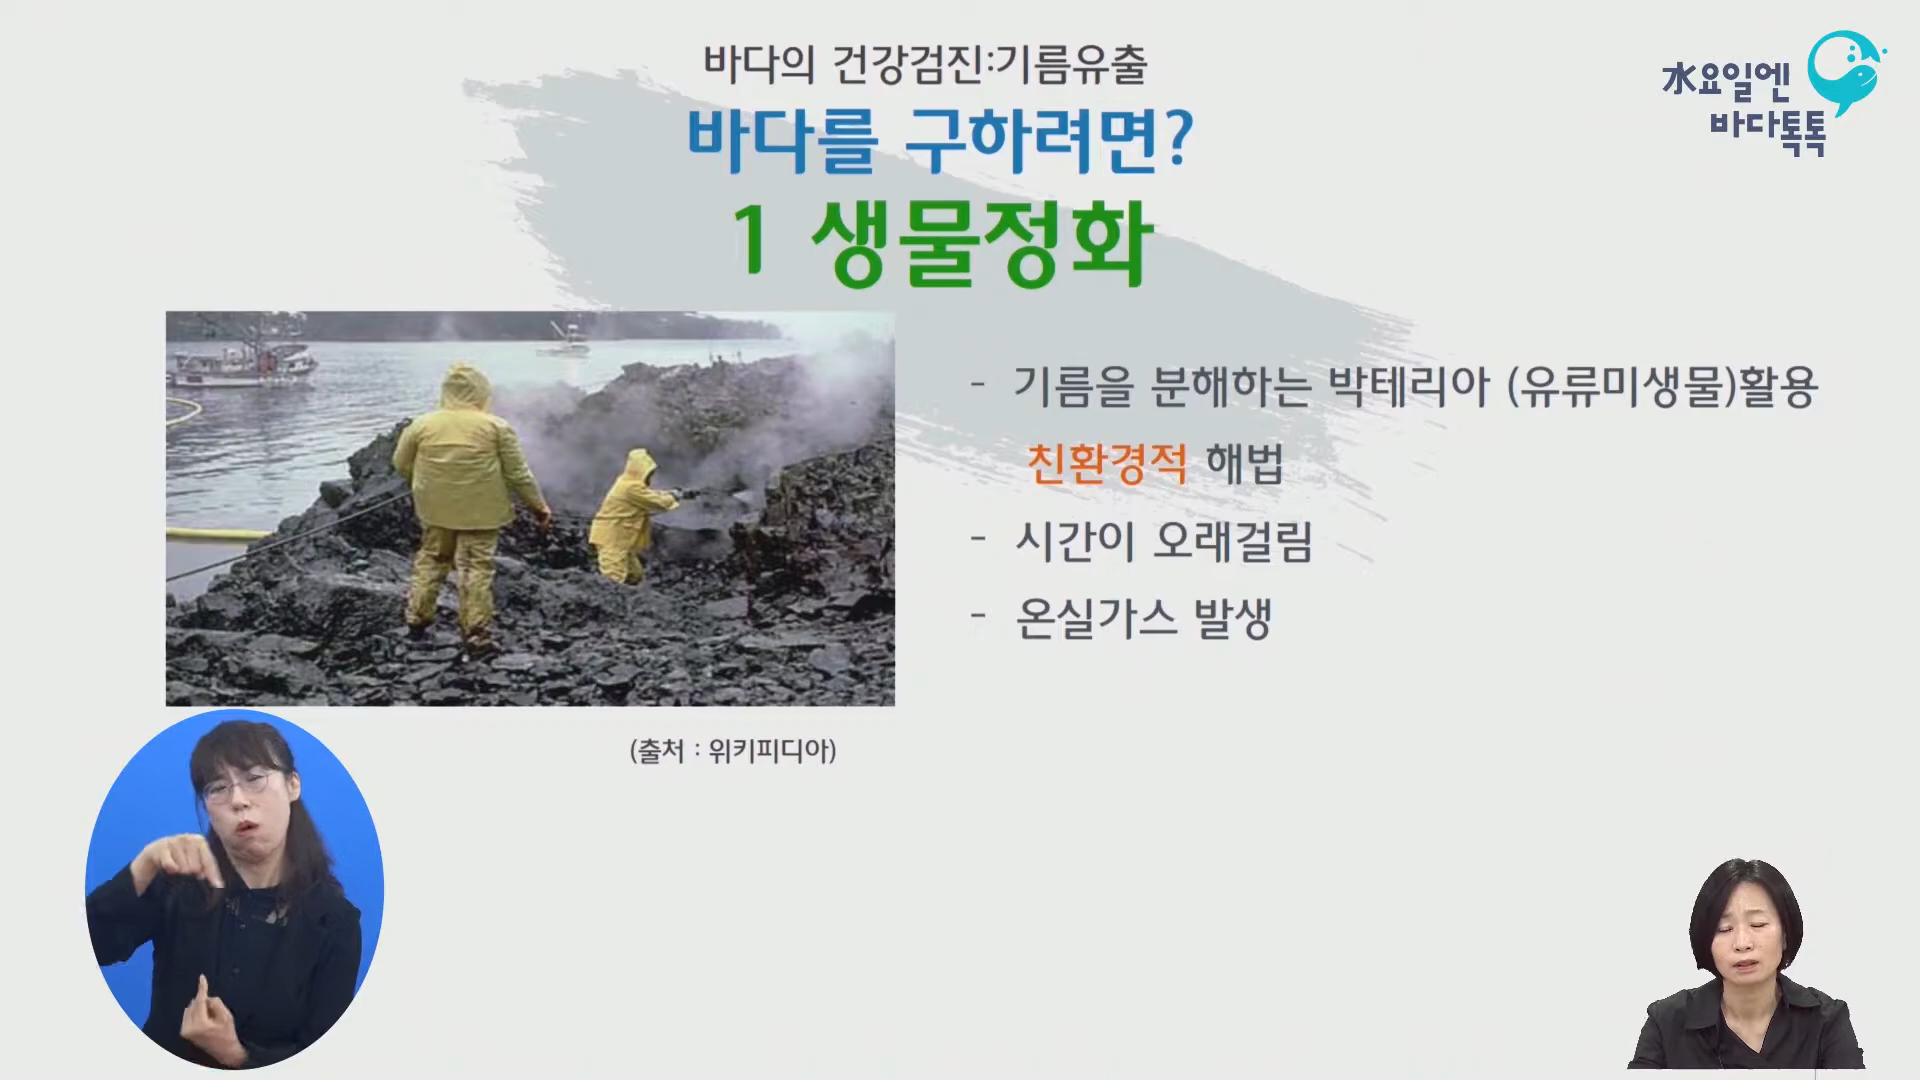 바다의 건강검진:기름유출
바다를 구하려면?
1 생물정화
水요일엔
바다톡톡
- 기름을 분해하는 박테리아 (유류미생물)활용
친환경적 해법
- 시간이 오래걸림
- 온실가스 발생
(출처 : 위키피디아)